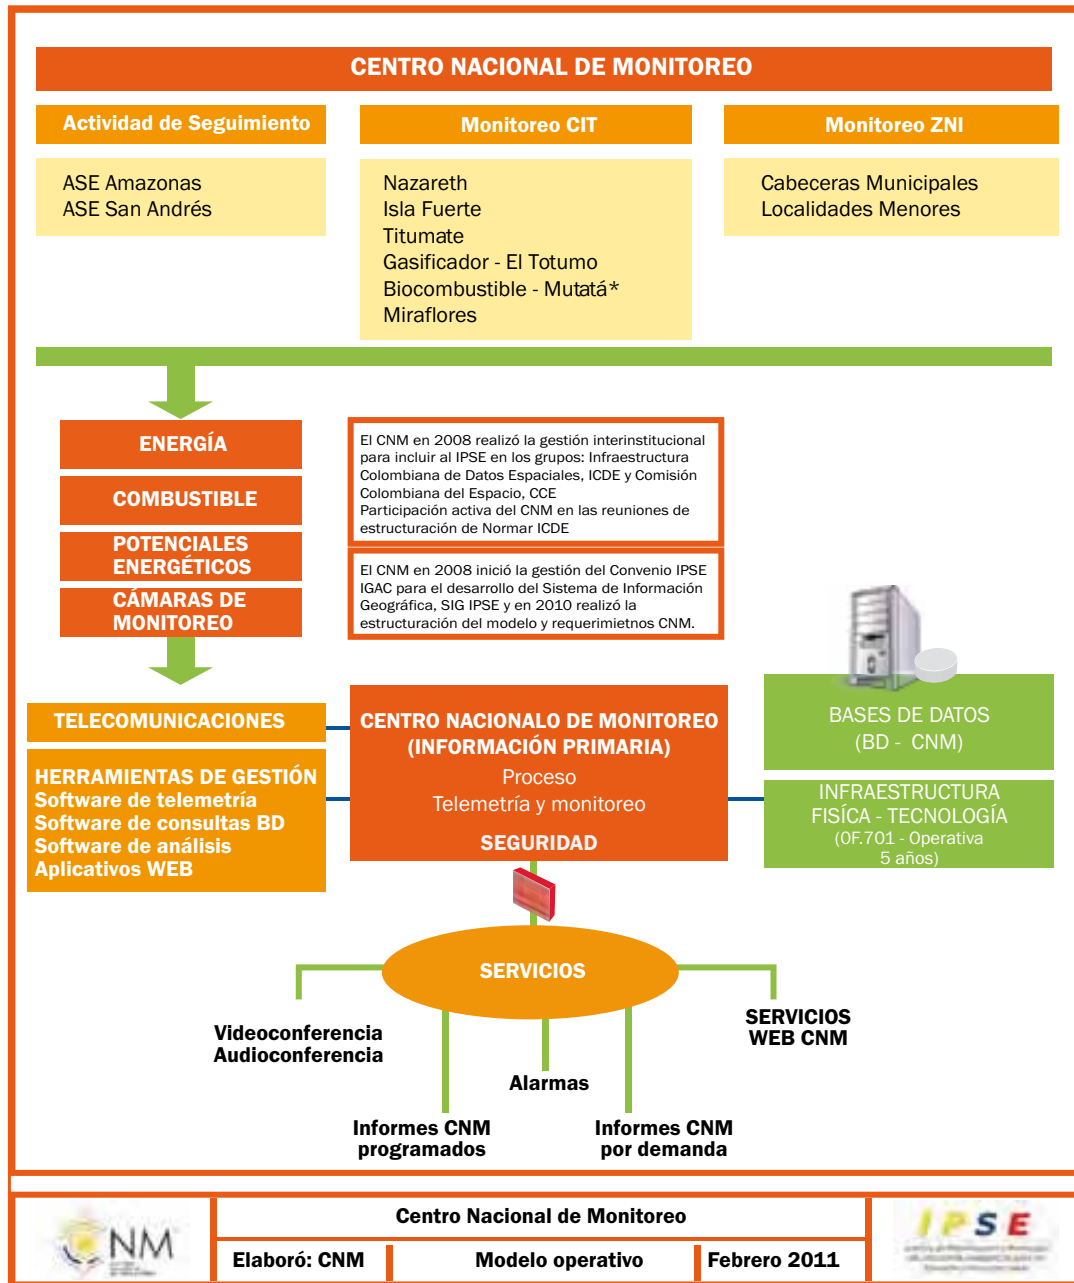 CENTRO NACIONAL DE MONITOREO
Actividad de Seguimiento
ASE Amazonas
ASE San Andrés
Monitoreo CIT
Nazareth
Isla Fuerte
Titumate
Gasificador - El Totumo
Biocombustible - Mutatá*
Miraflores
Monitoreo ZNI
Cabeceras Municipales
Localidades Menores
ENERGÍA
COMBUSTIBLE
POTENCIALES
ENERGÉTICOS
CÁMARAS DE
MONITOREO
El CNM en 2008 realizó la gestión interinstitucional
para incluir al IPSE en los grupos: Infraestructura
Colombiana de Datos Espaciales, ICDE y Comisión
Colombiana del Espacio, CCE
Participación activa del CNM en las reuniones de
estructuración de Normar ICDE
El CNM en 2008 inició la gestión del Convenio IPSE
IGAC para el desarrollo del Sistema de Información
Geográfica, SIG IPSE y en 2010 realizó la
estructuración del modelo y requerimietnos CNM.
TELECOMUNICACIONES
HERRAMIENTAS DE GESTIÓN
Software de telemetría
Software de consultas BD
Software de análisis
Aplicativos WEB
CENTRO NACIONALO DE MONITOREO
(INFORMACIÓN PRIMARIA)
Proceso
Telemetría y monitoreo
SEGURIDAD
BASES DE DATOS
(BD - CNM)
INFRAESTRUCTURA
FISÍCA - TECNOLOGÍA
(OF.701 - Operativa
5 años)
SERVICIOS
Videoconferencia
Audioconferencia
Informes CNM
programados
Alarmas
Informes CNM
por demanda
SERVICIOS
WEB CNM
CNM
Centro Nacional de Monitoreo
Elaboró: CNM
Modelo operativo
Febrero 2011
IPSE